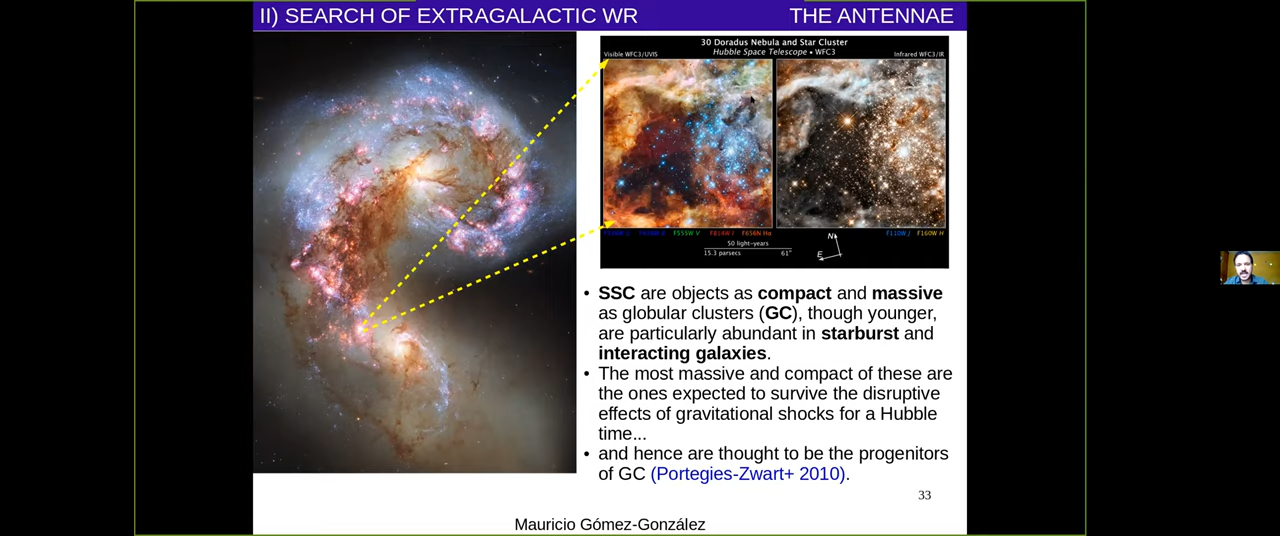 II) SEARCH OF EXTRAGALACTIC WR THE ANTENNAE
30 Doradus Nebula and Star Cluster
Hubble Space Telescope • WFC3
Visible WFC3/UVIS
Infrared WFC3/IR
F555W V F814W I F656N Hα
F110W J F160W H
50 light-years
15.3 parsecs 61"
N
E
• SSC are objects as compact and massive
as globular clusters (GC), though younger,
are particularly abundant in starburst and
interacting galaxies.
• The most massive and compact of these are
the ones expected to survive the disruptive
effects of gravitational shocks for a Hubble
time...
• and hence are thought to be the progenitors
of GC (Portegies-Zwart+ 2010).
33
Mauricio Gómez-González